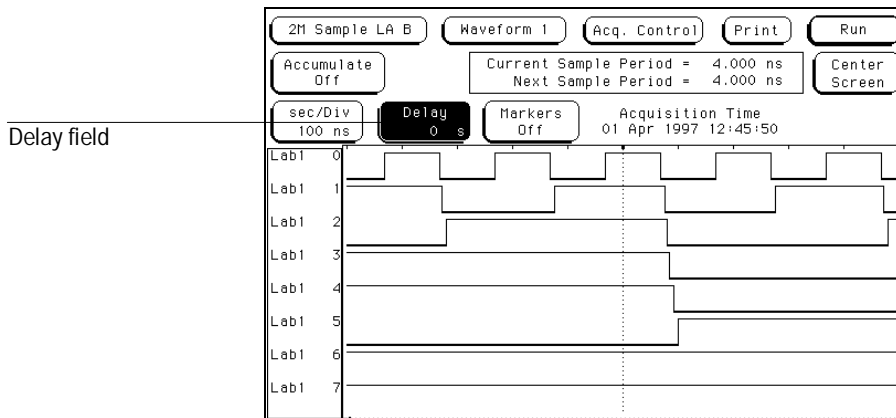 2M Sample LA B Waveform 1 Acq. Control Print Run
Accumulate
Off
Current Sample Period = 4.000 ns
Next Sample Period = 4.000 ns
Center
Screen
sec/Div
100 ns
Delay
0 s
Markers
Off
Acquisition Time
01 Apr 1997 12:45:50
Delay field
Lab1 0
Lab1 1
Lab1 2
Lab1 3
Lab1 4
Lab1 5
Lab1 6
Lab1 7